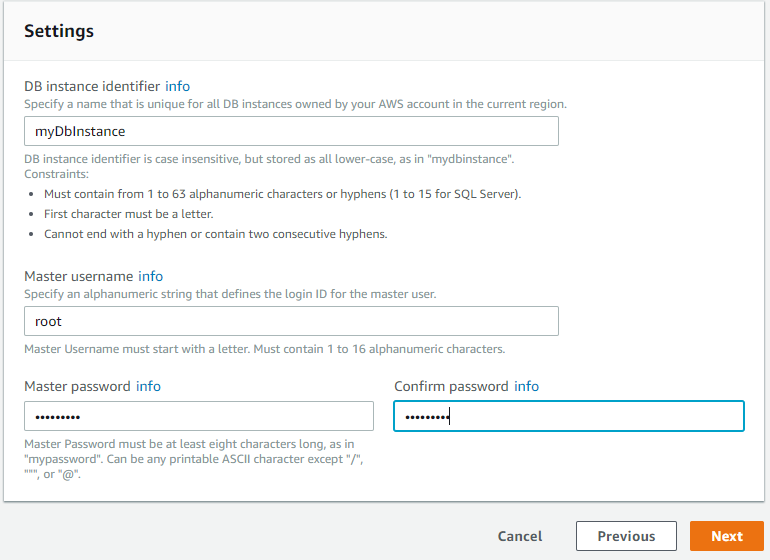 Settings
DB instance identifier info
Specify a name that is unique for all DB instances owned by your AWS account in the current region.
myDbInstance
DB instance identifier is case insensitive, but stored as all lower-case, as in "mydbinstance".
Constraints:
• Must contain from 1 to 63 alphanumeric characters or hyphens (1 to 15 for SQL Server).
• First character must be a letter.
• Cannot end with a hyphen or contain two consecutive hyphens.
Master username info
Specify an alphanumeric string that defines the login ID for the master user.
root
Master Username must start with a letter. Must contain 1 to 16 alphanumeric characters.
Master password info
•••••••••
Master Password must be at least eight characters long, as in
"mypassword". Can be any printable ASCII character except "/",
""", or "@".
Confirm password info
•••••••••
Cancel
Previous
Next